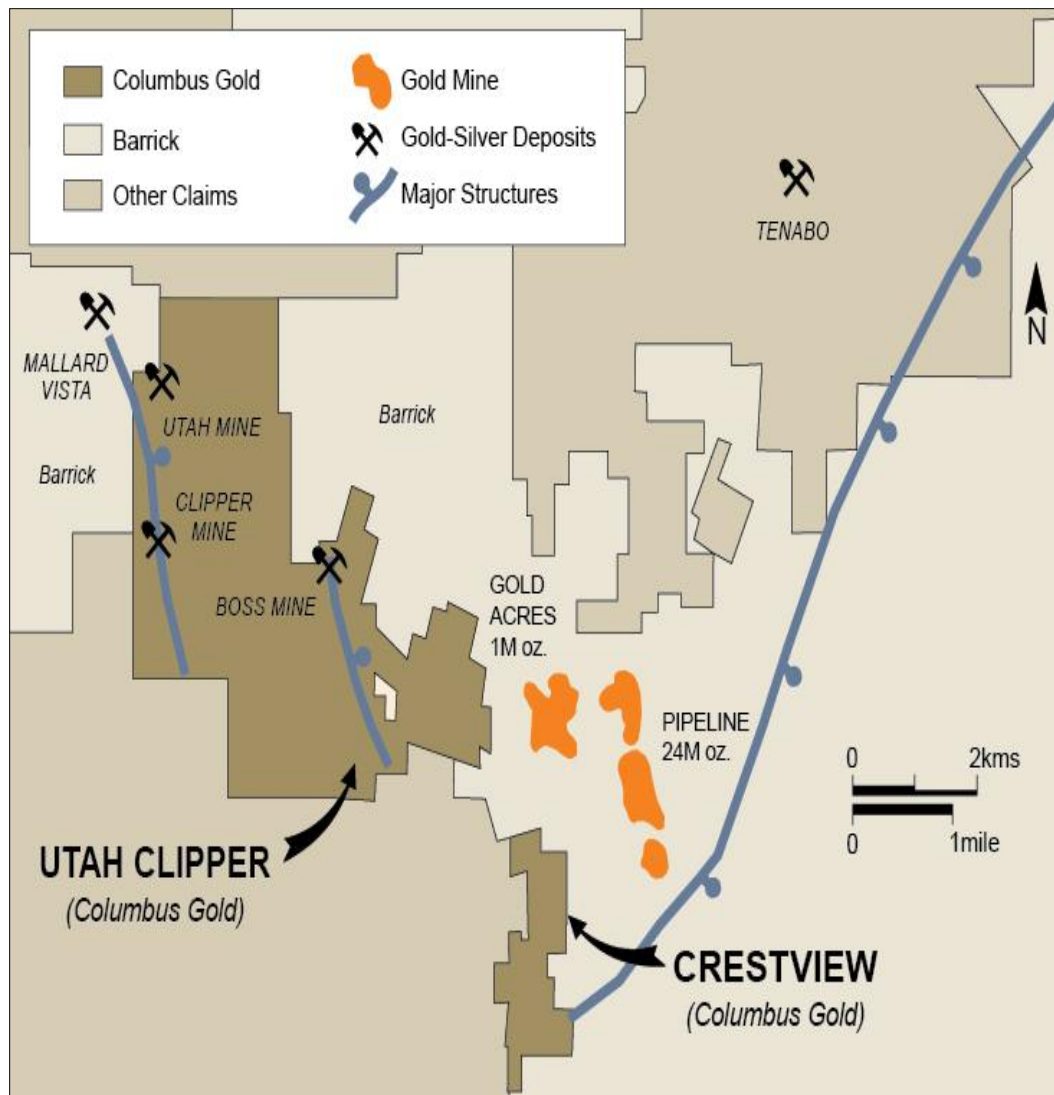 Columbus Gold
Barrick
Other Claims
Gold Mine
Gold-Silver Deposits
Major Structures
TENABO
N
MALLARD
VISTA
UTAH MINE
Barrick
Barrick
CLIPPER
MINE
BOSS MINE
GOLD
ACRES
1M oz.
PIPELINE
24M oz.
0
2kms
0
1mile
UTAH CLIPPER
(Columbus Gold)
CRESTVIEW
(Columbus Gold)